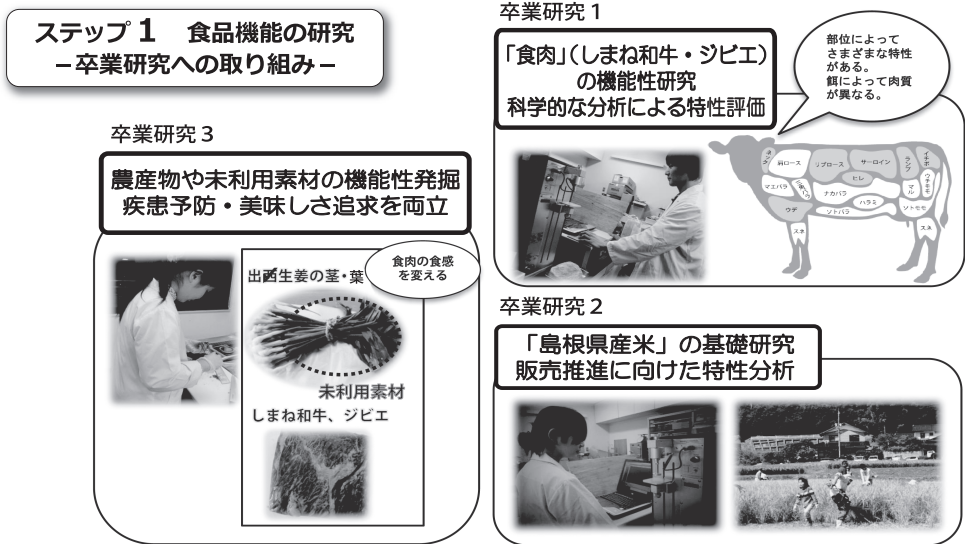 ステップ 1 食品機能の研究
－卒業研究への取り組み－
卒業研究 1
「食肉」（しまね和牛・ジビエ）
の機能性研究
科学的な分析による特性評価
部位によって
さまざまな特性
がある。
餌によって肉質
が異なる。
ネック
肩ロース
リブロース
サーロイン
ランプ
イチボ
ヒレ
マエバラ
ナカバラ
マル
ウチモモ
ウデ
ハラミ
ソトバラ
ソトモモ
スネ
スネ
卒業研究 3
農産物や未利用素材の機能性発掘
疾患予防・美味しさ追求を両立
食肉の食感
を変える
出西生姜の茎・葉
未利用素材
しまね和牛、ジビエ
卒業研究 2
「島根県産米」の基礎研究
販売推進に向けた特性分析